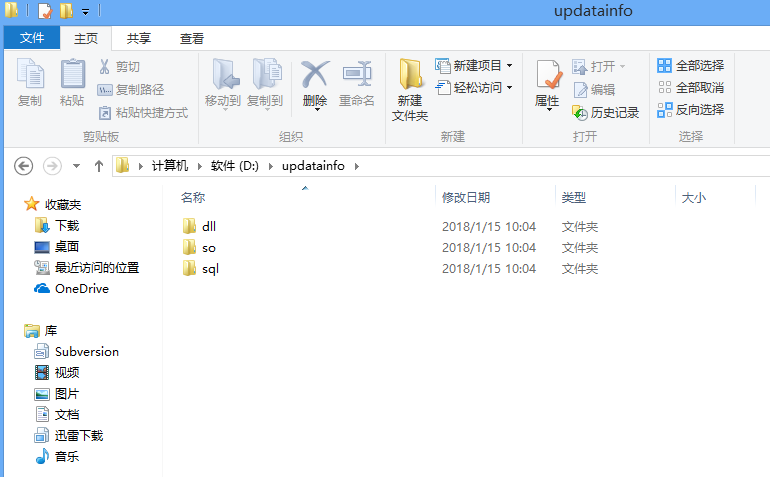 updatainfo
文件 主页 共享 查看
复制 粘贴 剪切 复制路径 粘贴快捷方式 移动到 复制到 删除 重命名 新建文件夹 新建项目 轻松访问 属性 打开 编辑 历史记录 全部选择 全部取消 反向选择
剪贴板 组织 新建 打开 选择
计算机 软件 (D:) updatainfo
名称 修改日期 类型 大小
dll 2018/1/15 10:04 文件夹
so 2018/1/15 10:04 文件夹
sql 2018/1/15 10:04 文件夹
收藏夹
下载
桌面
最近访问的位置
OneDrive
库
Subversion
视频
图片
文档
迅雷下载
音乐